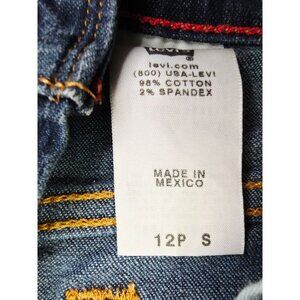 Levi's
levi.com
(800) USA-LEVI
98% COTTON
2% SPANDEX
MADE IN
MEXICO
12P S